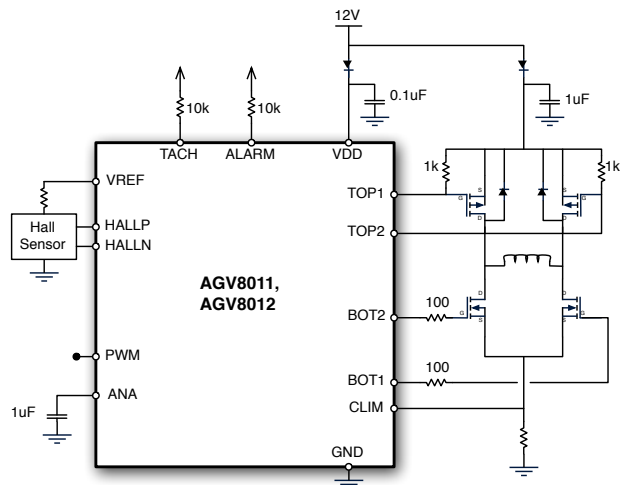 12V
0.1uF
1uF
10k
10k
TACH
ALARM
VDD
1k
1k
S
S
G
G
D
D
VREF
TOP1
Hall
Sensor
HALLP
HALLN
TOP2
AGV8011,
AGV8012
D
D
100
BOT2
G
G
S
S
PWM
100
BOT1
1uF
ANA
CLIM
GND